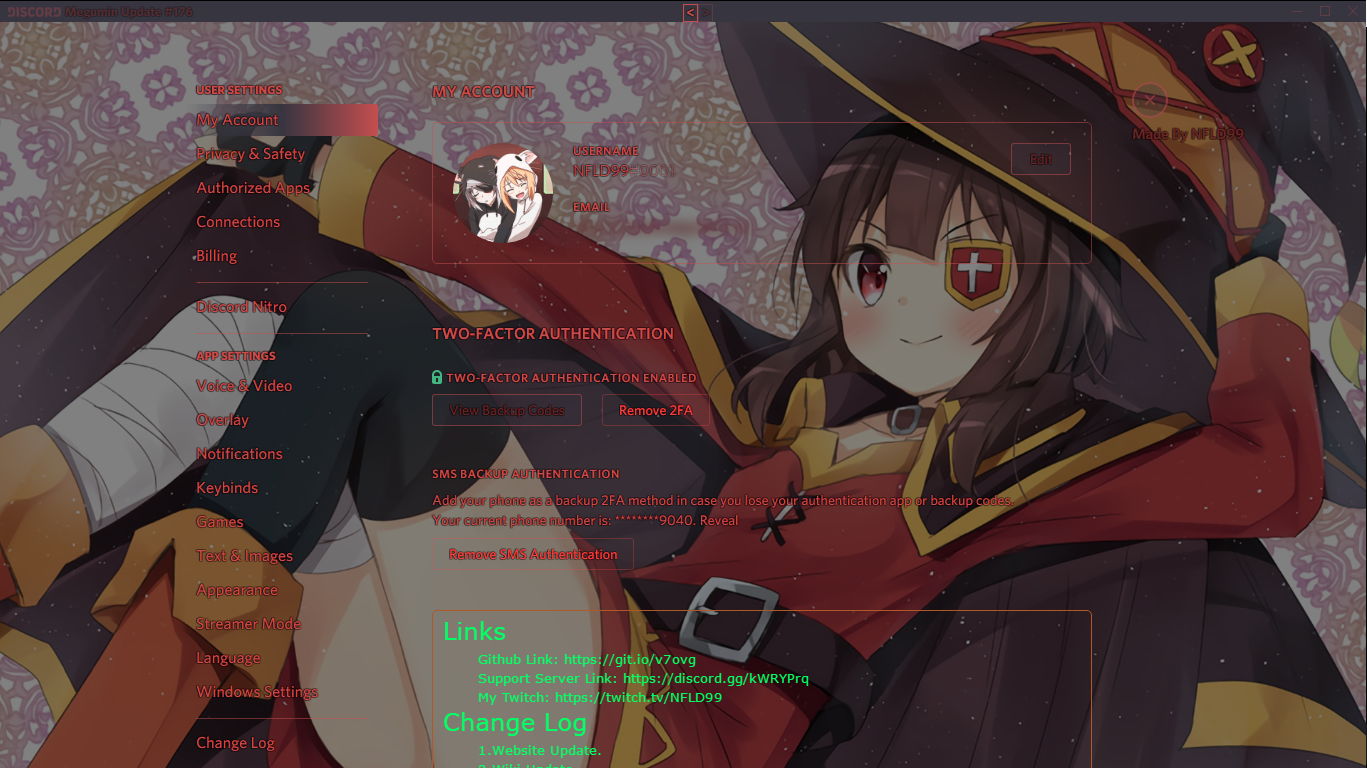 DISCORD Megumin Update #176
< >
USER SETTINGS
My Account
Privacy & Safety
Authorized Apps
Connections
Billing
Discord Nitro
APP SETTINGS
Voice & Video
Overlay
Notifications
Keybinds
Games
Text & Images
Appearance
Streamer Mode
Language
Windows Settings
Change Log
MY ACCOUNT
USERNAME
NFLD99
EMAIL
Edit
Made By NFLD99
TWO-FACTOR AUTHENTICATION
TWO-FACTOR AUTHENTICATION ENABLED
View Backup Codes
Remove 2FA
SMS BACKUP AUTHENTICATION
Add your phone as a backup 2FA method in case you lose your authentication app or backup codes.
Your current phone number is: ********9040. Reveal
Remove SMS Authentication
Links
Github Link: https://git.io/v7ovg
Support Server Link: https://discord.gg/kWRYPrq
My Twitch: https://twitch.tv/NFLD99
Change Log
1.Website Update.
2.Wiki Update